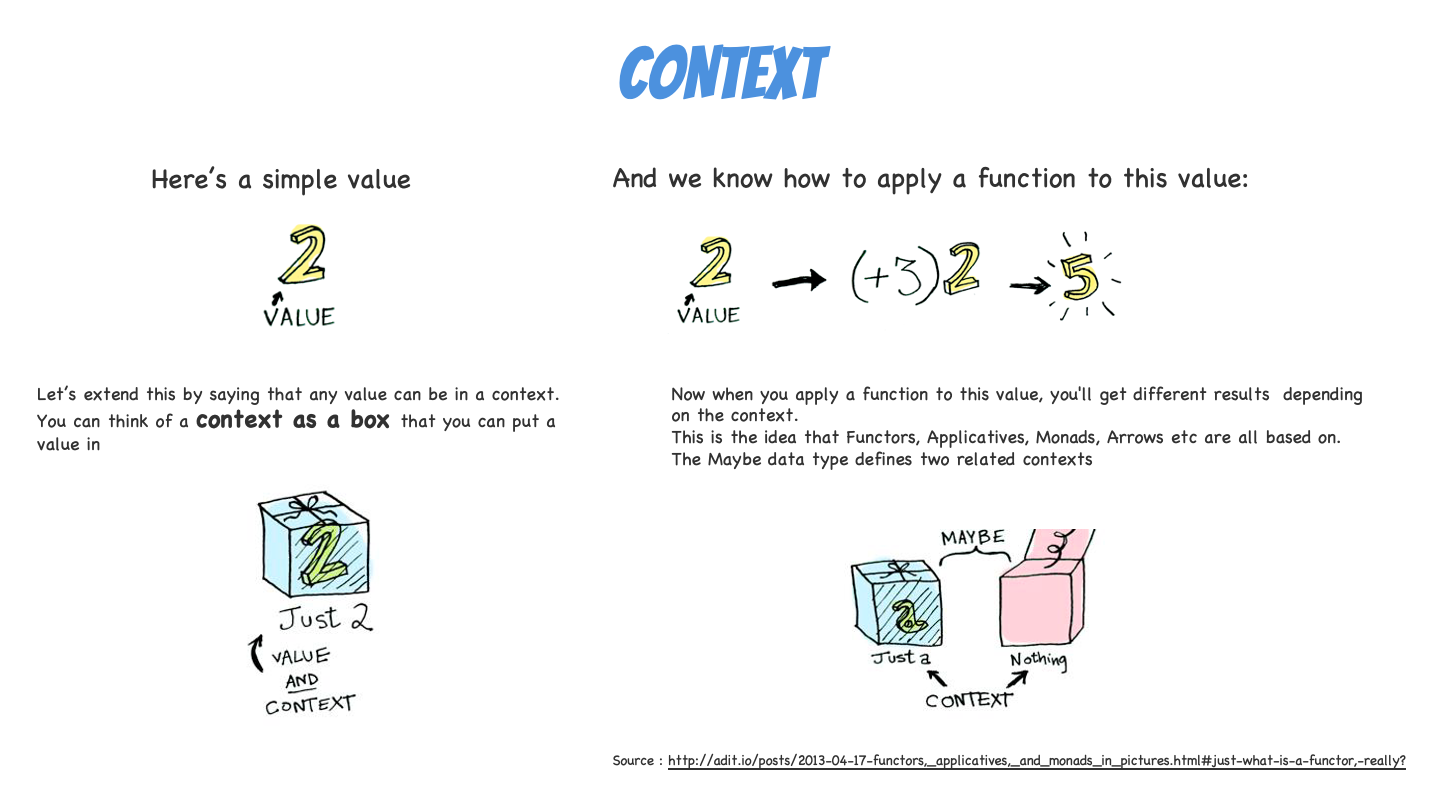 CONTEXT
Here's a simple value
2
VALUE
And we know how to apply a function to this value:
2 (+3) 2 5
VALUE
Let's extend this by saying that any value can be in a context.
You can think of a context as a box that you can put a
value in
2
Just 2
VALUE
AND
CONTEXT
Now when you apply a function to this value, you'll get different results depending
on the context.
This is the idea that Functors, Applicatives, Monads, Arrows etc are all based on.
The Maybe data type defines two related contexts
MAYBE
a
Just a Nothing
CONTEXT
Source : http://adit.io/posts/2013-04-17-functors,_applicatives,_and_monads_in_pictures.html#just-what-is-a-functor,-really?